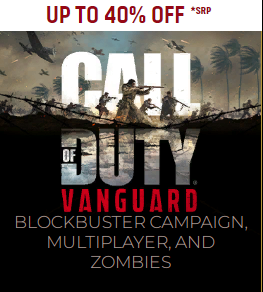 UP TO 40% OFF *SRP
CALL
OF DUTY
VANGUARD
BLOCKBUSTER CAMPAIGN,
MULTIPLAYER, AND
ZOMBIES